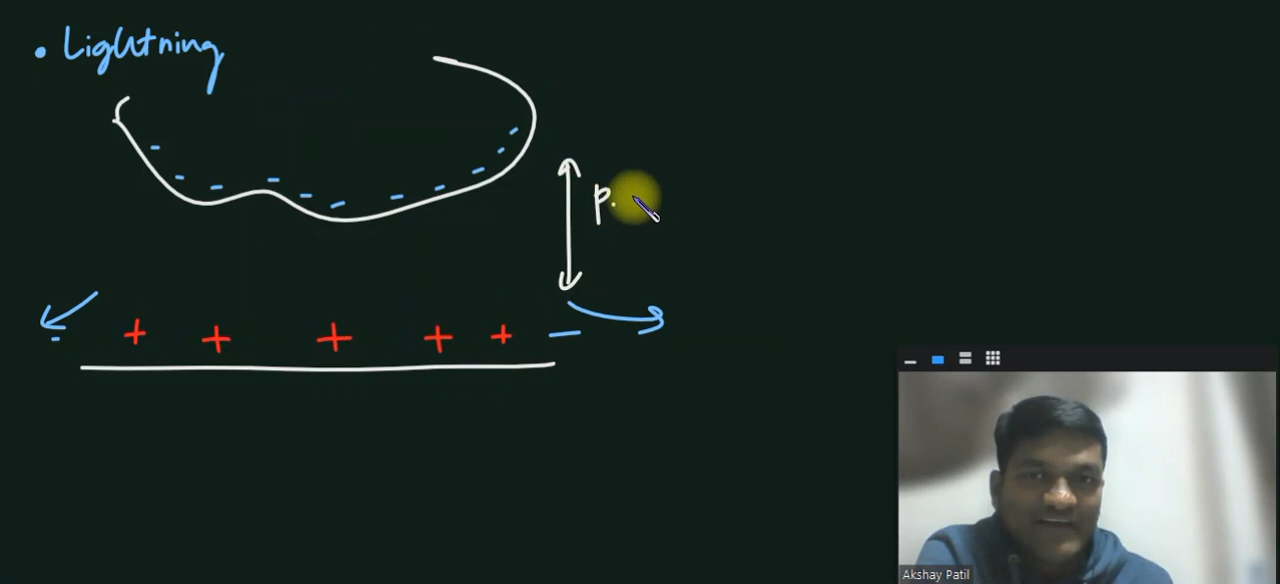 • Lightning
- - - - - - - - - - -
p.
+ + + + + -
Akshay Patil